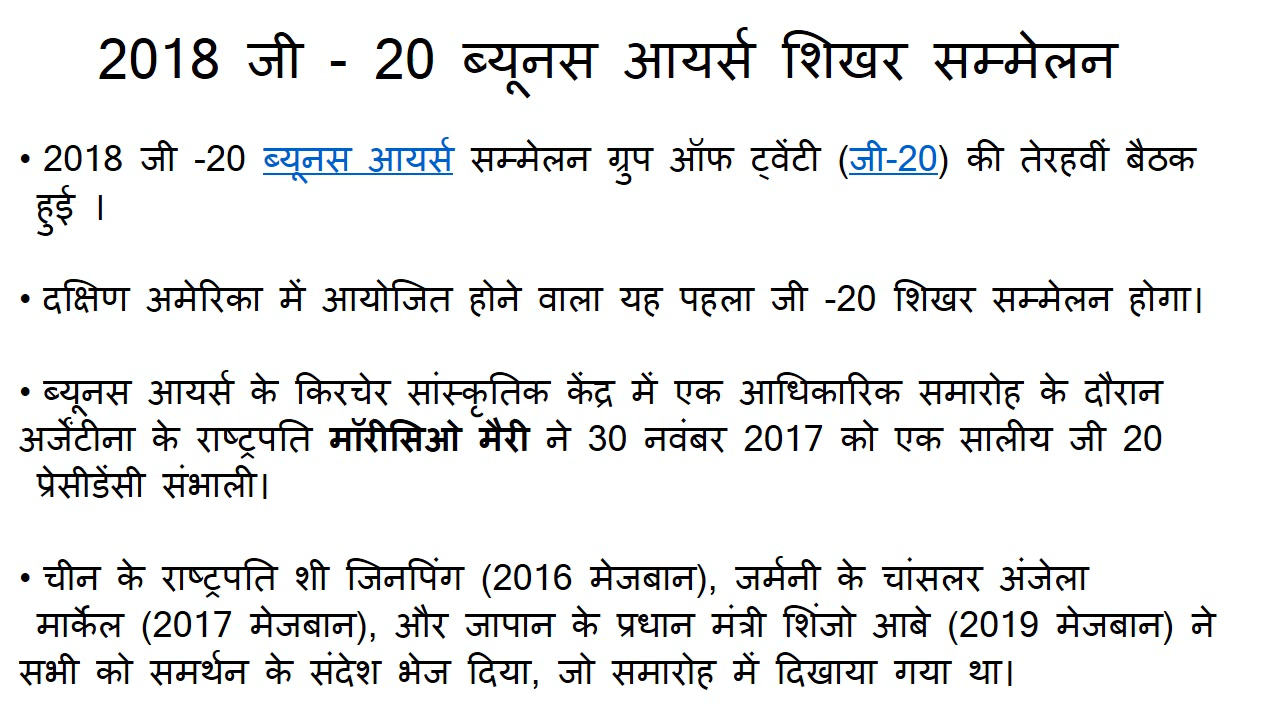 2018 जी - 20 ब्यूनस आयर्स शिखर सम्मेलन
• 2018 जी -20 ब्यूनस आयर्स सम्मेलन ग्रुप ऑफ ट्वेंटी (जी-20) की तेरहवीं बैठक
हुई ।
• दक्षिण अमेरिका में आयोजित होने वाला यह पहला जी -20 शिखर सम्मेलन होगा।
• ब्यूनस आयर्स के किरचेर सांस्कृतिक केंद्र में एक आधिकारिक समारोह के दौरान
अर्जेंटीना के राष्ट्रपति मॉरीसिओ मैरी ने 30 नवंबर 2017 को एक सालीय जी 20
प्रेसीडेंसी संभाली।
• चीन के राष्ट्रपति शी जिनपिंग (2016 मेजबान), जर्मनी के चांसलर अंजेला
मार्केल (2017 मेजबान), और जापान के प्रधान मंत्री शिंजो आबे (2019 मेजबान) ने
सभी को समर्थन के संदेश भेज दिया, जो समारोह में दिखाया गया था।